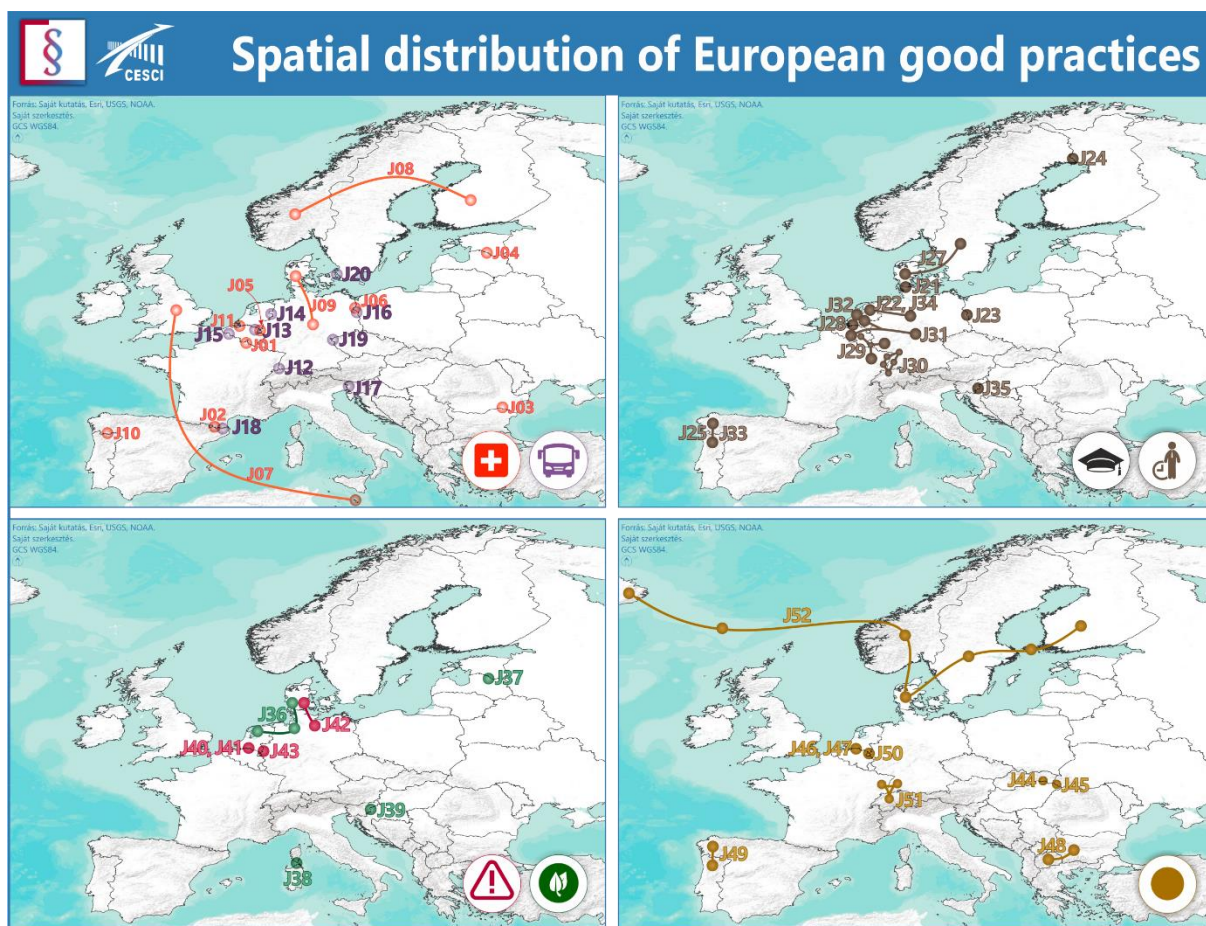 §
CESCI
Spatial distribution of European good practices
Forrás: Saját kutatás, Esri, USGS, NOAA.
Saját szerkesztés.
GCS WGS84.
J08
J04
J20
J05
J14
J09
J06
J16
J11
J13
J15
J01
J19
J12
J17
J02
J18
J03
J10
J07
Forrás: Saját kutatás, Esri, USGS, NOAA.
Saját szerkesztés.
GCS WGS84.
J24
J27
J21
J32
J22, J34
J28
J23
J31
J29
J30
J35
J25
J33
Forrás: Saját kutatás, Esri, USGS, NOAA.
Saját szerkesztés.
GCS WGS84.
J37
J36
J42
J40, J41
J43
J39
J38
Forrás: Saját kutatás, Esri, USGS, NOAA.
Saját szerkesztés.
GCS WGS84.
J52
J46, J47
J50
J44
J45
J51
J49
J48